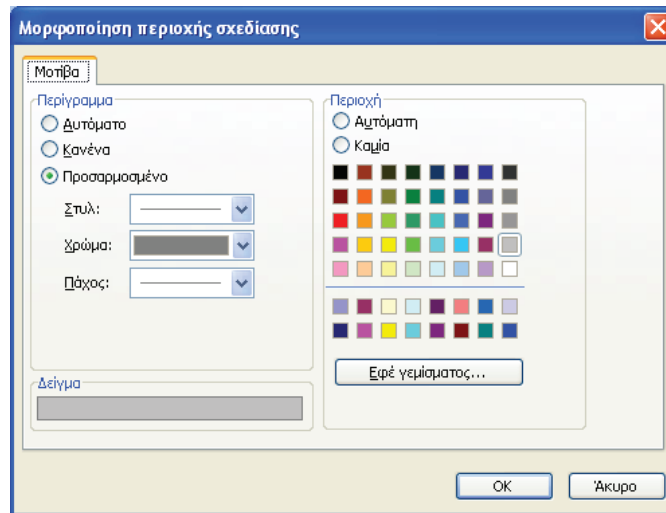 Μορφοποίηση περιοχής σχεδίασης
Μοτίβα
Περίγραμμα
Αυτόματο
Κανένα
Προσαρμοσμένο
Στυλ:
Χρώμα:
Πάχος:
Δείγμα
Περιοχή
Αυτόματη
Καμία
Εφέ γεμίσματος...
OK
Άκυρο